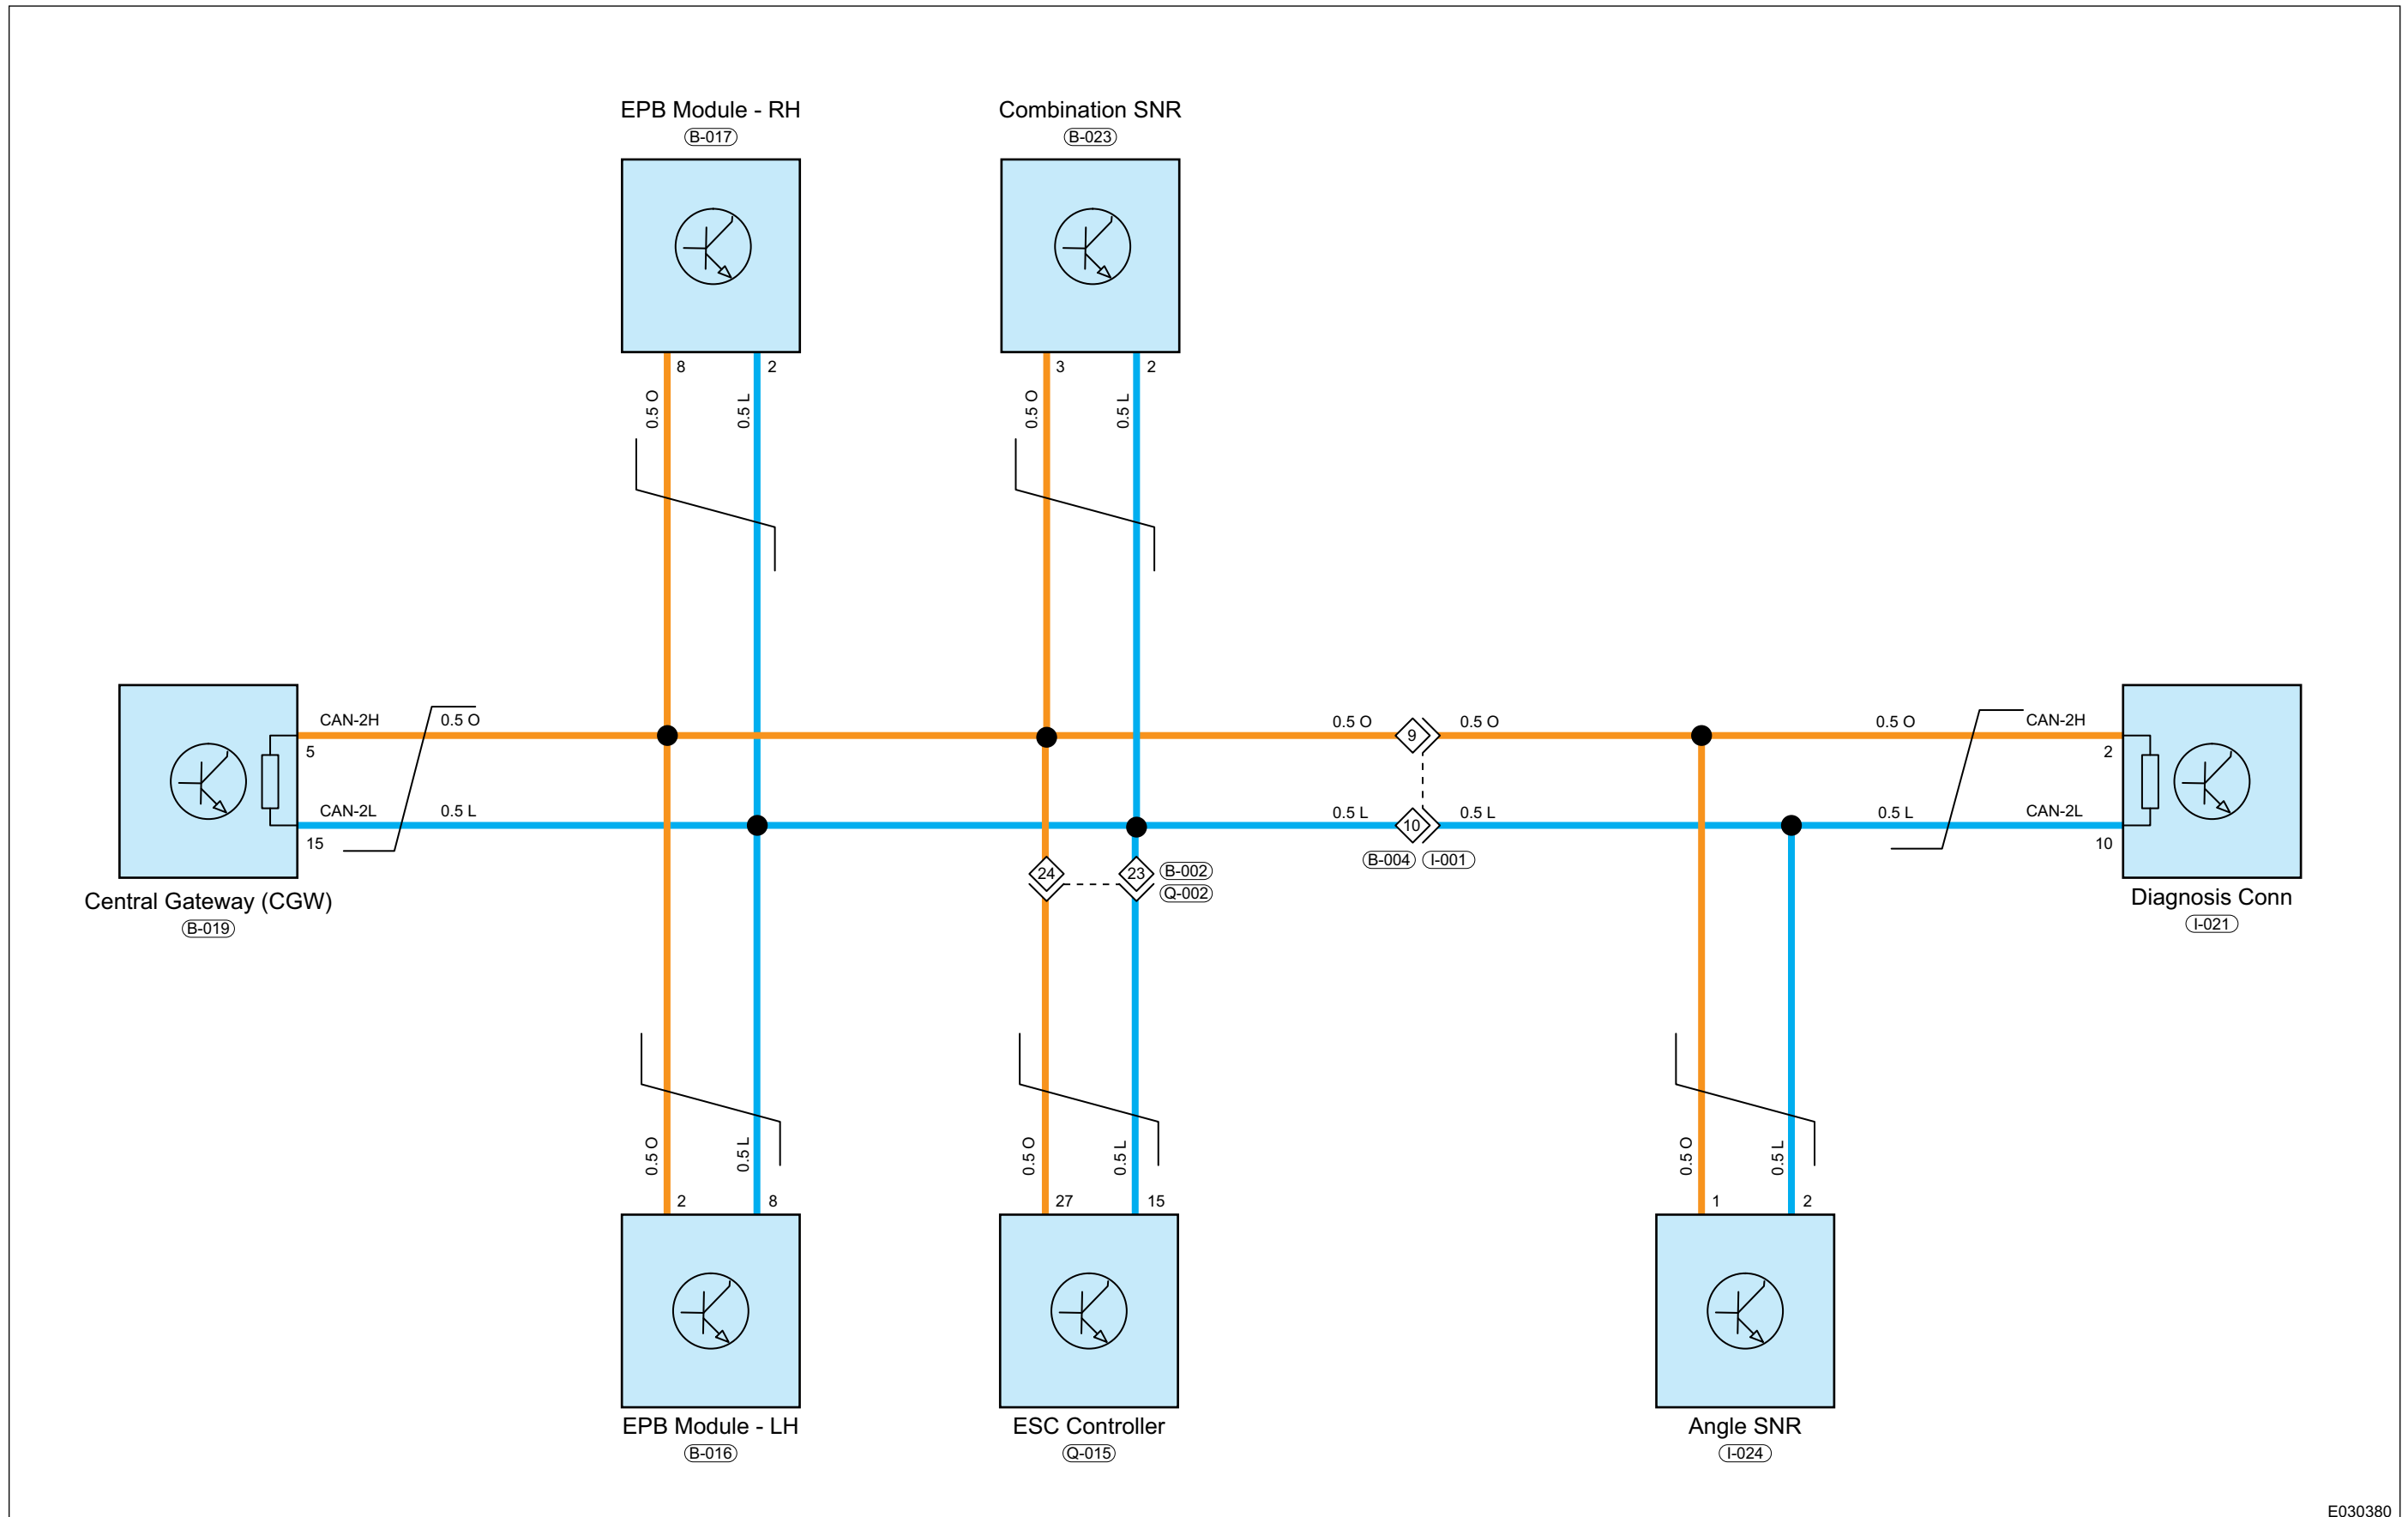 EPB Module - RH
B-017
Combination SNR
B-023
8
2
3
2
0.5 O
0.5 L
0.5 O
0.5 L
CAN-2H
0.5 O
0.5 O
9
0.5 O
0.5 O
CAN-2H
5
2
CAN-2L
0.5 L
0.5 L
10
0.5 L
0.5 L
CAN-2L
15
10
B-004
I-001
24
23
B-002
Q-002
Central Gateway (CGW)
B-019
Diagnosis Conn
I-021
0.5 O
0.5 L
0.5 O
0.5 L
0.5 O
0.5 L
2
8
27
15
1
2
EPB Module - LH
B-016
ESC Controller
Q-015
Angle SNR
I-024
E030380